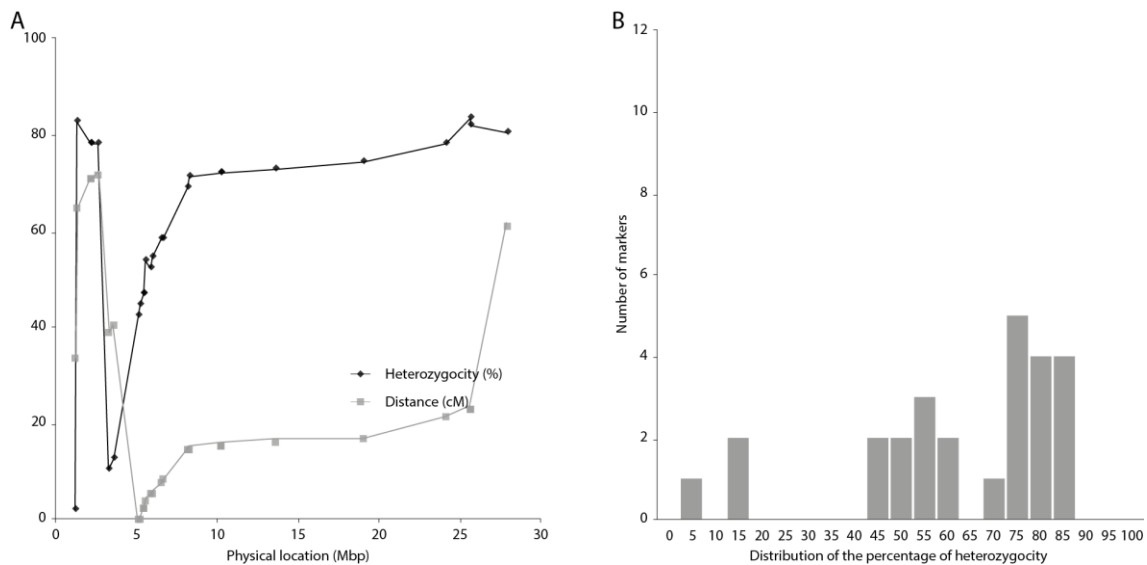 A
100
80
60
40
20
0
0 5 10 15 20 25 30
Physical location (Mbp)
Heterozygocity (%)
Distance (cM)
B
12
10
8
6
4
2
0
Number of markers
0 5 10 15 20 25 30 35 40 45 50 55 60 70 75 80 85 90 95 100
Distribution of the percentage of heterozygocity